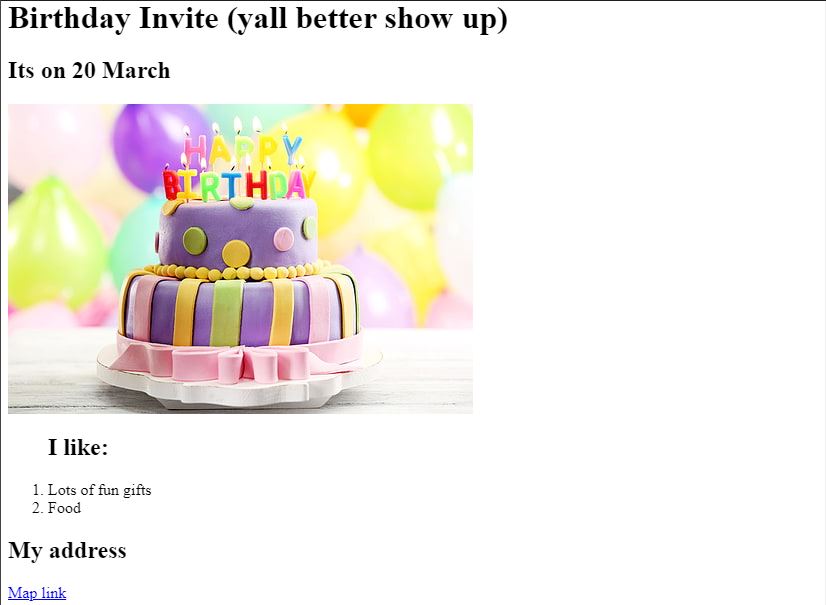 Birthday Invite (yall better show up)
Its on 20 March
HAPPY
BIRTHDAY
I like:
1. Lots of fun gifts
2. Food
My address
Map link